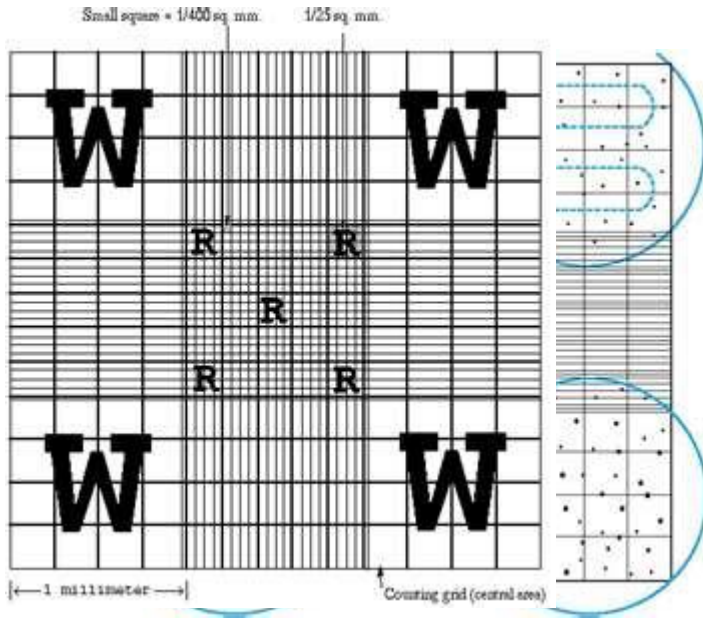 Small square = 1/400 sq. mm. 1/25 sq. mm.
W W
R R
R
R R
W W
1 millimeter
Counting grid (central area)